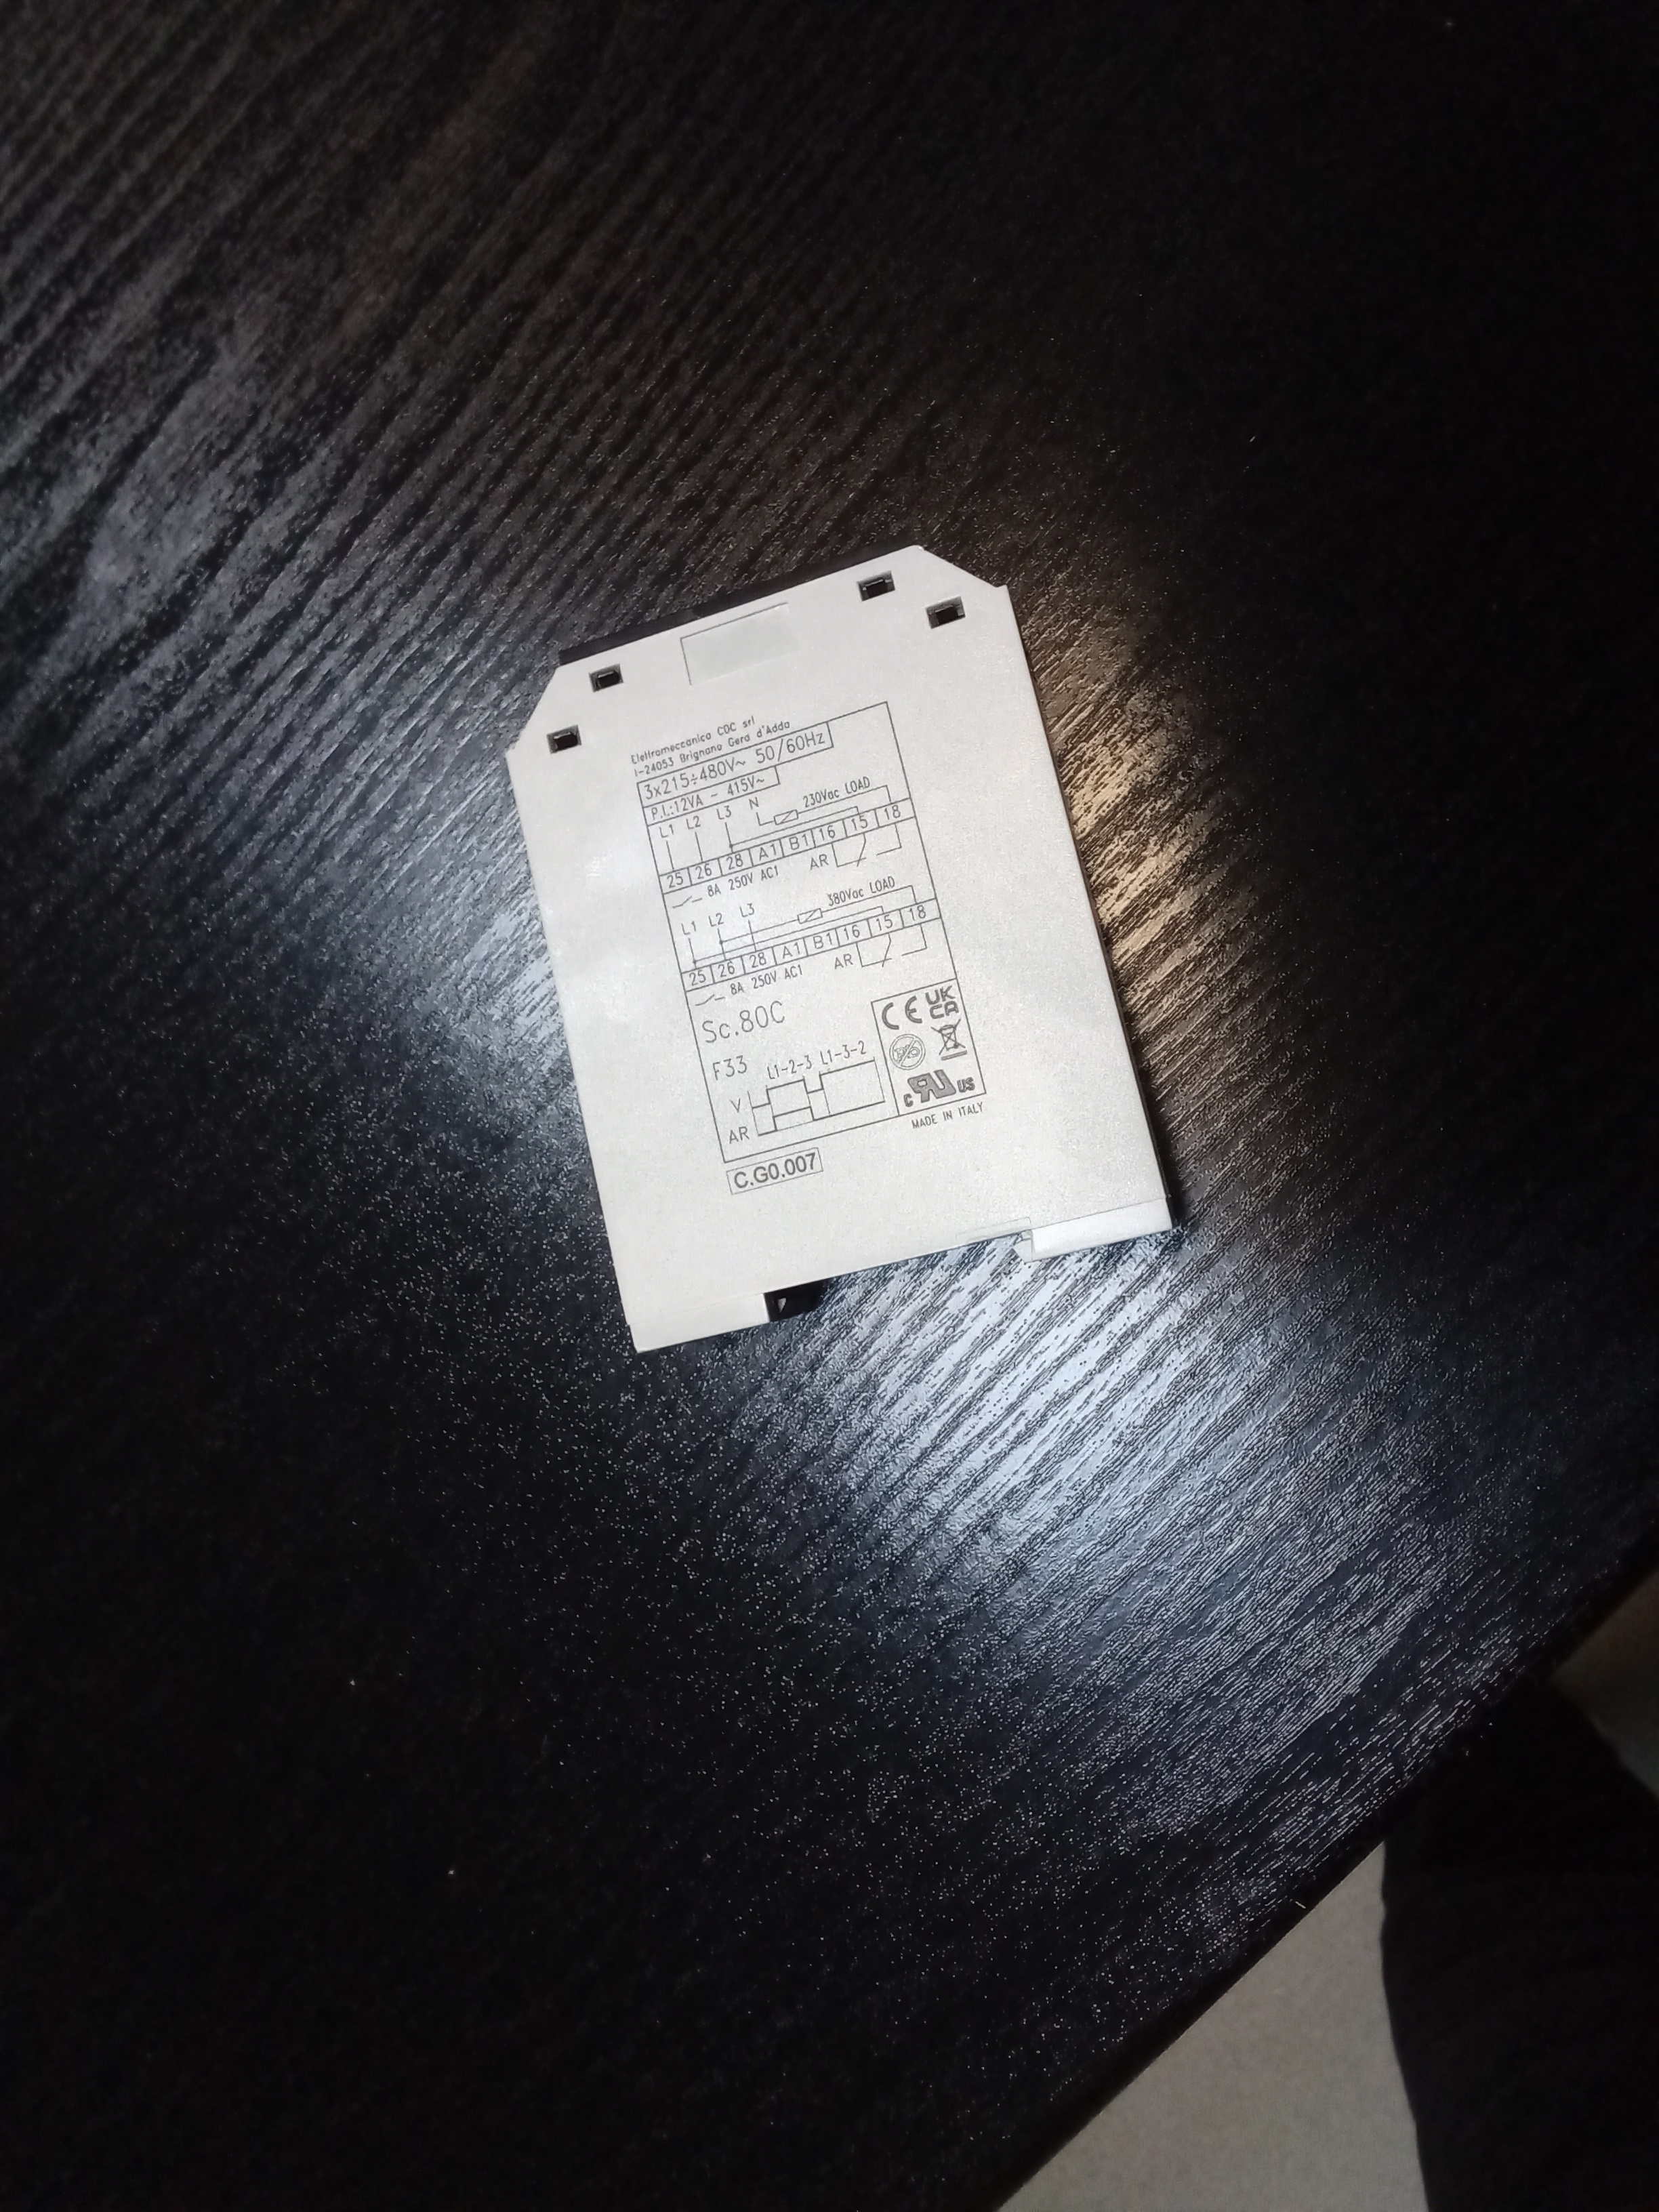 Elettromeccanica CDC srl
I-24053 Brignano Gera d'Adda
3x215÷480V~ 50/60Hz
P.I.:12VA - 415V~
L1 L2 L3 N 230Vac LOAD
25 26 28 A1 B1 16 15 18
8A 250V AC1 AR
L1 L2 L3 380Vac LOAD
25 26 28 A1 B1 16 15 18
8A 250V AC1 AR
Sc.80C
CE UK CA
F33 L1-2-3 L1-3-2
V
AR
c RU US
MADE IN ITALY
C.G0.007